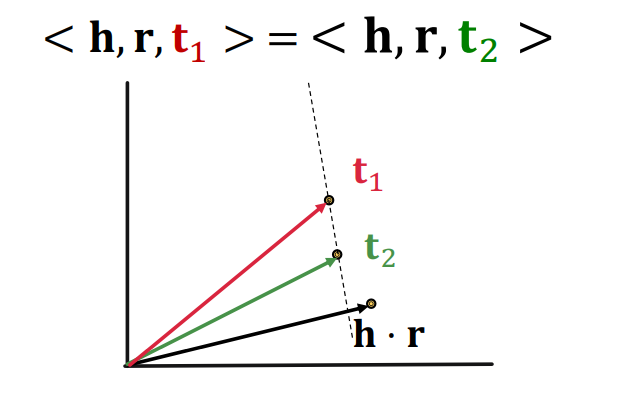 < h, r, t₁ > = < h, r, t₂ >
t₁
t₂
h · r